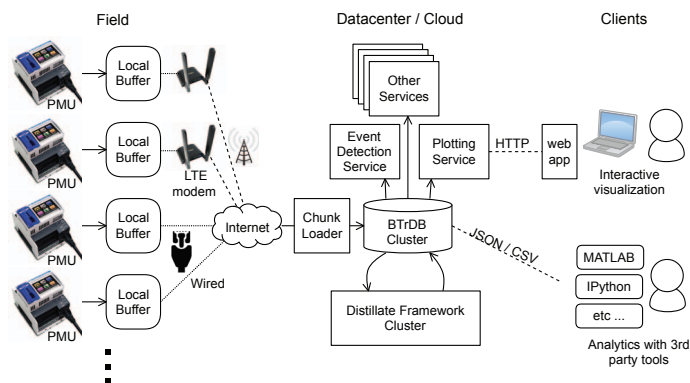 Field
Datacenter / Cloud
Clients
PMU
Local
Buffer
PMU
Local
Buffer
LTE
modem
PMU
Local
Buffer
Wired
PMU
Local
Buffer
Internet
Chunk
Loader
Other
Services
Event
Detection
Service
Plotting
Service
HTTP
web
app
Interactive
visualization
BTrDB
Cluster
JSON / CSV
Distillate Framework
Cluster
MATLAB
IPython
etc ...
Analytics with 3rd
party tools